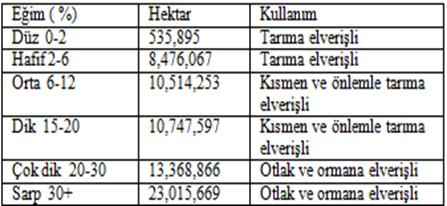 Eğim ( %) Hektar Kullanım
Düz 0-2 535,895 Tarıma elverişli
Hafif 2-6 8,476,067 Tarıma elverişli
Orta 6-12 10,514,253 Kısmen ve önlemle tarıma
elverişli
Dik 15-20 10,747,597 Kısmen ve önlemle tarıma
elverişli
Çok dik 20-30 13,368,866 Otlak ve ormana elverişli
Sarp 30+ 23,015,669 Otlak ve ormana elverişli